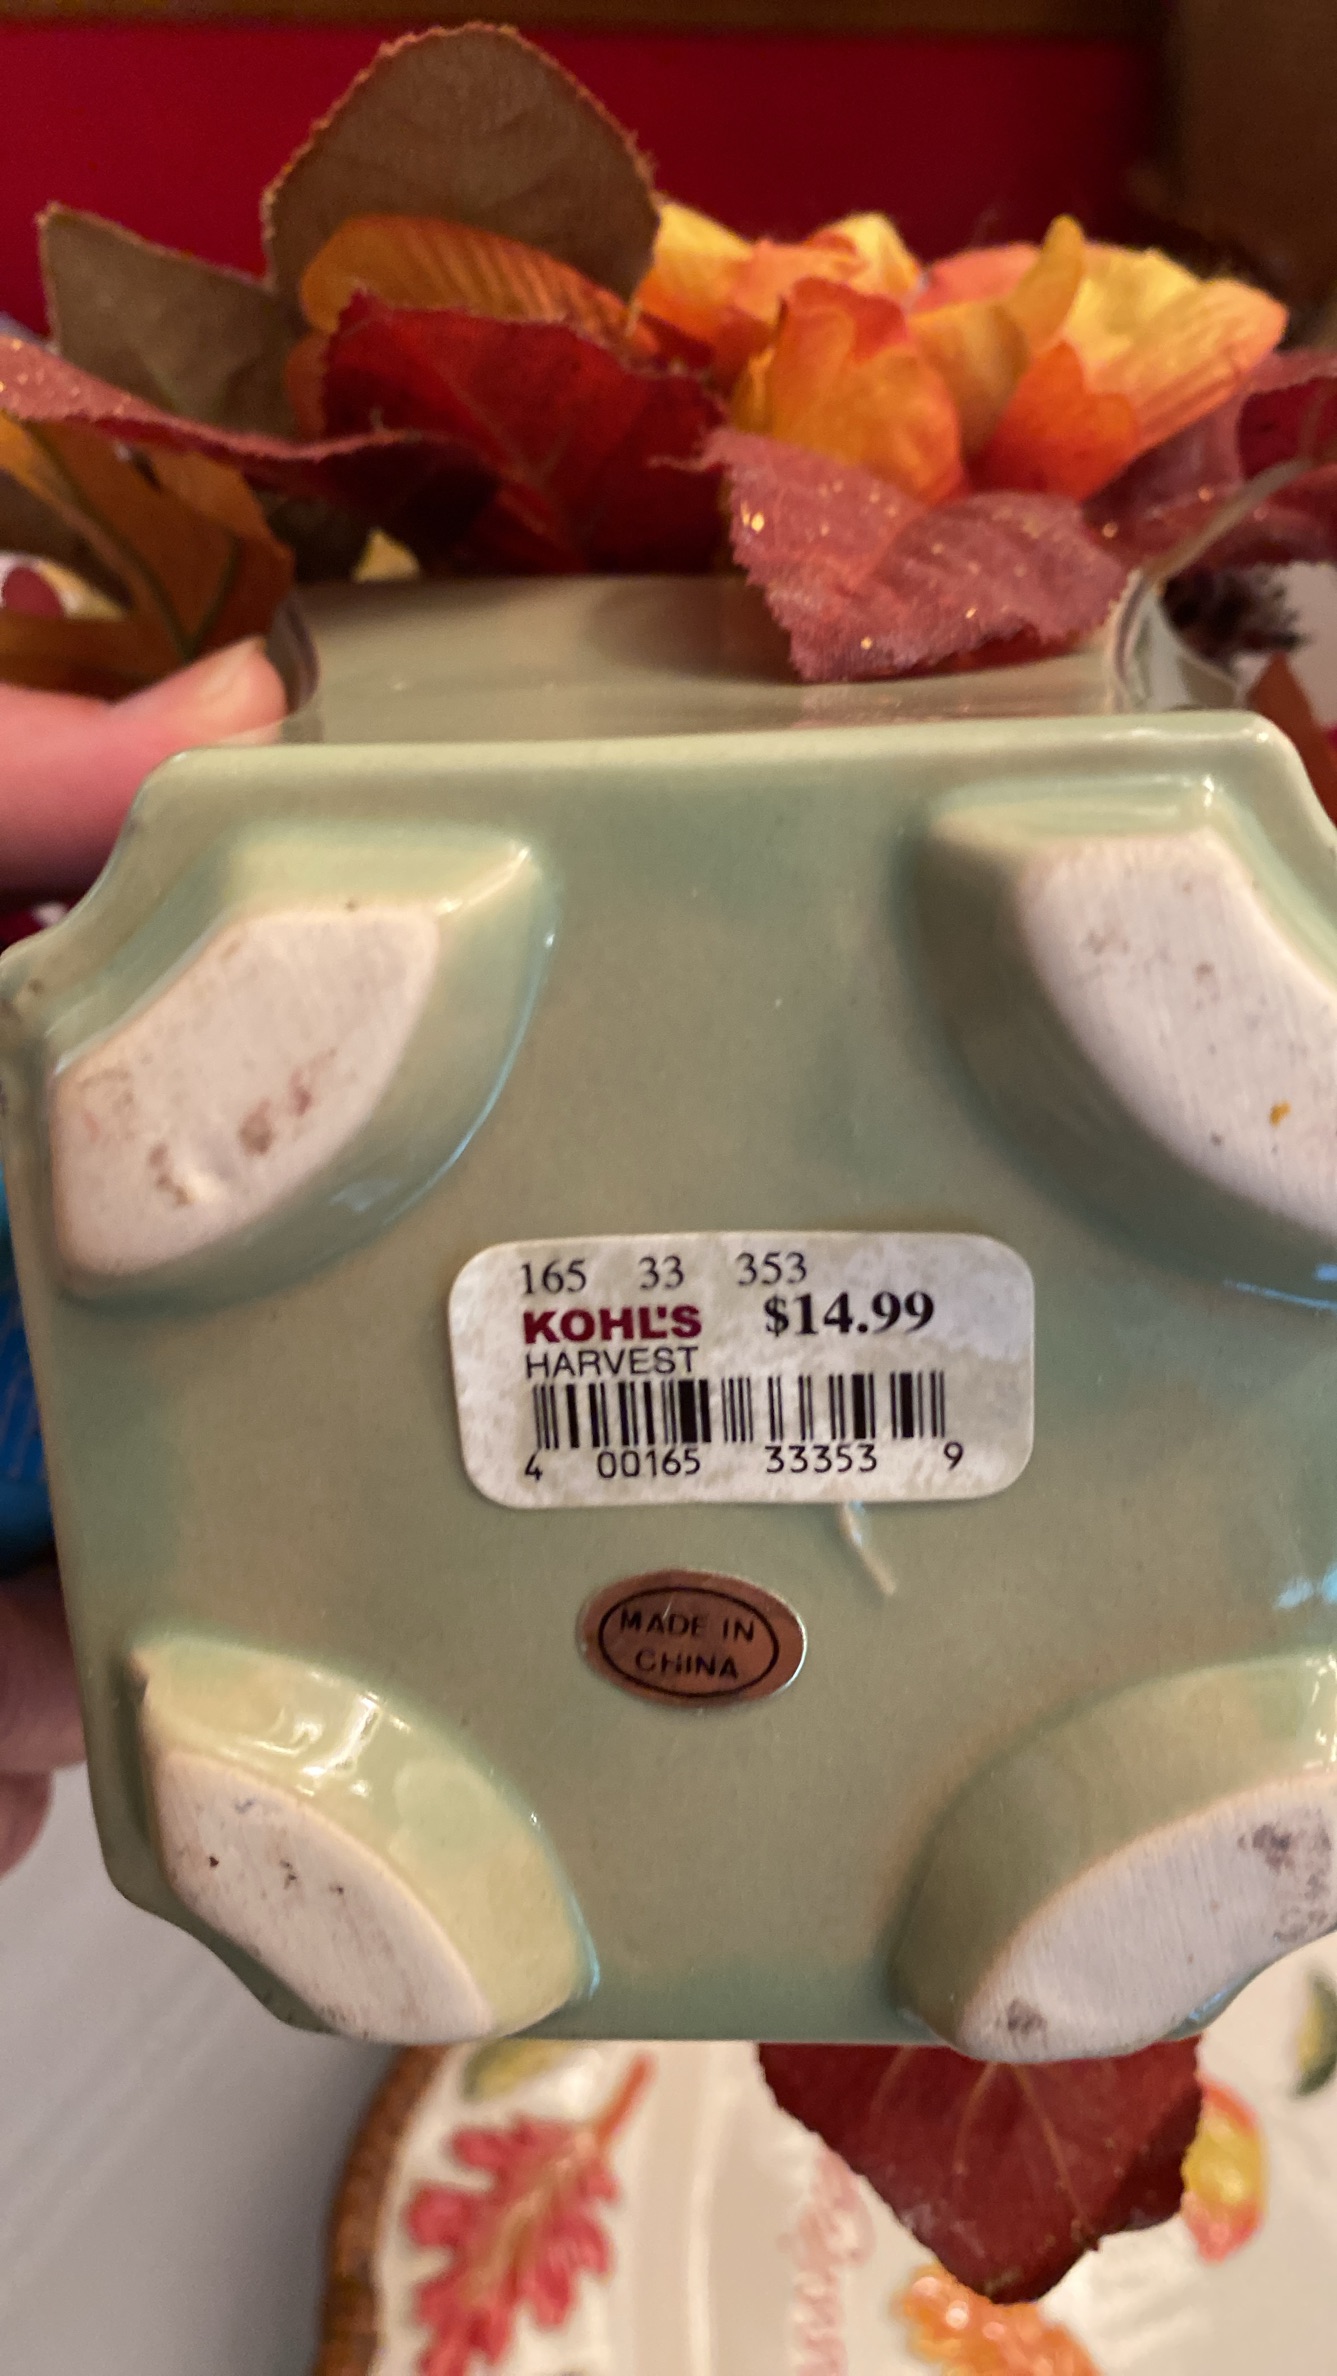 165 33 353
KOHL'S $14.99
HARVEST
4 00165 33353 9
MADE IN
CHINA